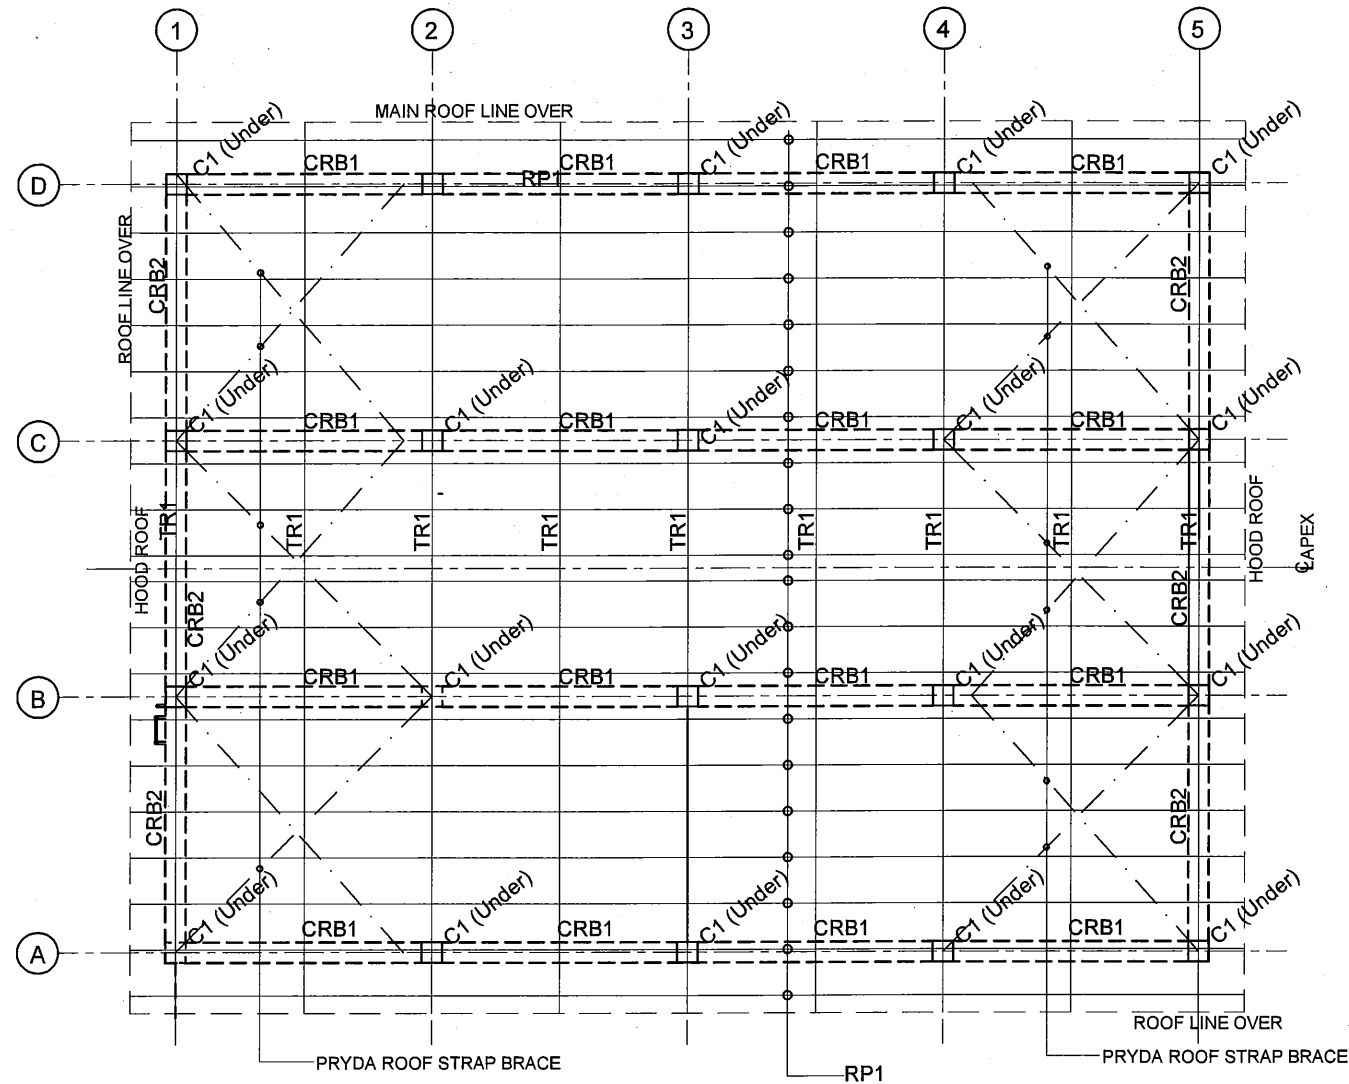 1 2 3 4 5
MAIN ROOF LINE OVER
C1 (Under) C1 (Under) C1 (Under) C1 (Under)
CRB1 CRB1 CRB1 CRB1
D
RP1
ROOF LINE OVER
CRB2 CRB2
C1 (Under) C1 (Under) C1 (Under) C1 (Under) C1 (Under)
CRB1 CRB1 CRB1 CRB1
C
HOOD ROOF TR1 TR1 TR1 TR1 TR1 TR1 TR1 TR1 TR1 HOOD ROOF
℄ APEX
CRB2 CRB2
C1 (Under) C1 (Under) C1 (Under) C1 (Under) C1 (Under)
CRB1 CRB1 CRB1 CRB1
B
CRB2 CRB2
C1 (Under) C1 (Under) C1 (Under) C1 (Under) C1 (Under)
CRB1 CRB1 CRB1 CRB1
A
ROOF LINE OVER
PRYDA ROOF STRAP BRACE
PRYDA ROOF STRAP BRACE
RP1